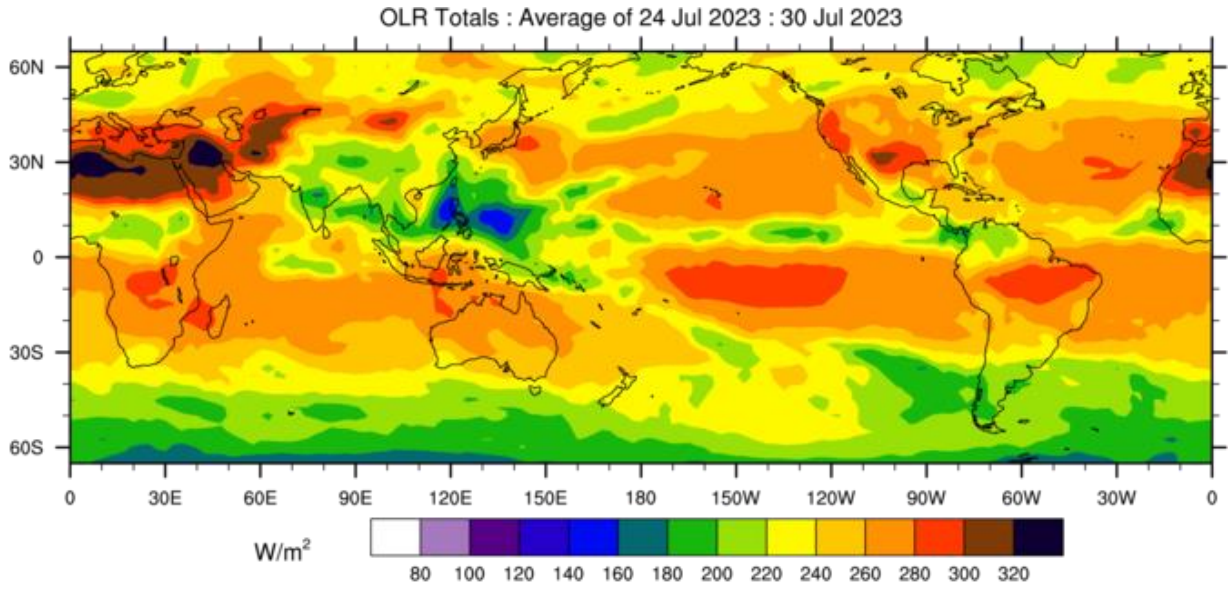 OLR Totals : Average of 24 Jul 2023 : 30 Jul 2023
60N
30N
0
30S
60S
0 30E 60E 90E 120E 150E 180 150W 120W 90W 60W 30W 0
W/m²
80 100 120 140 160 180 200 220 240 260 280 300 320